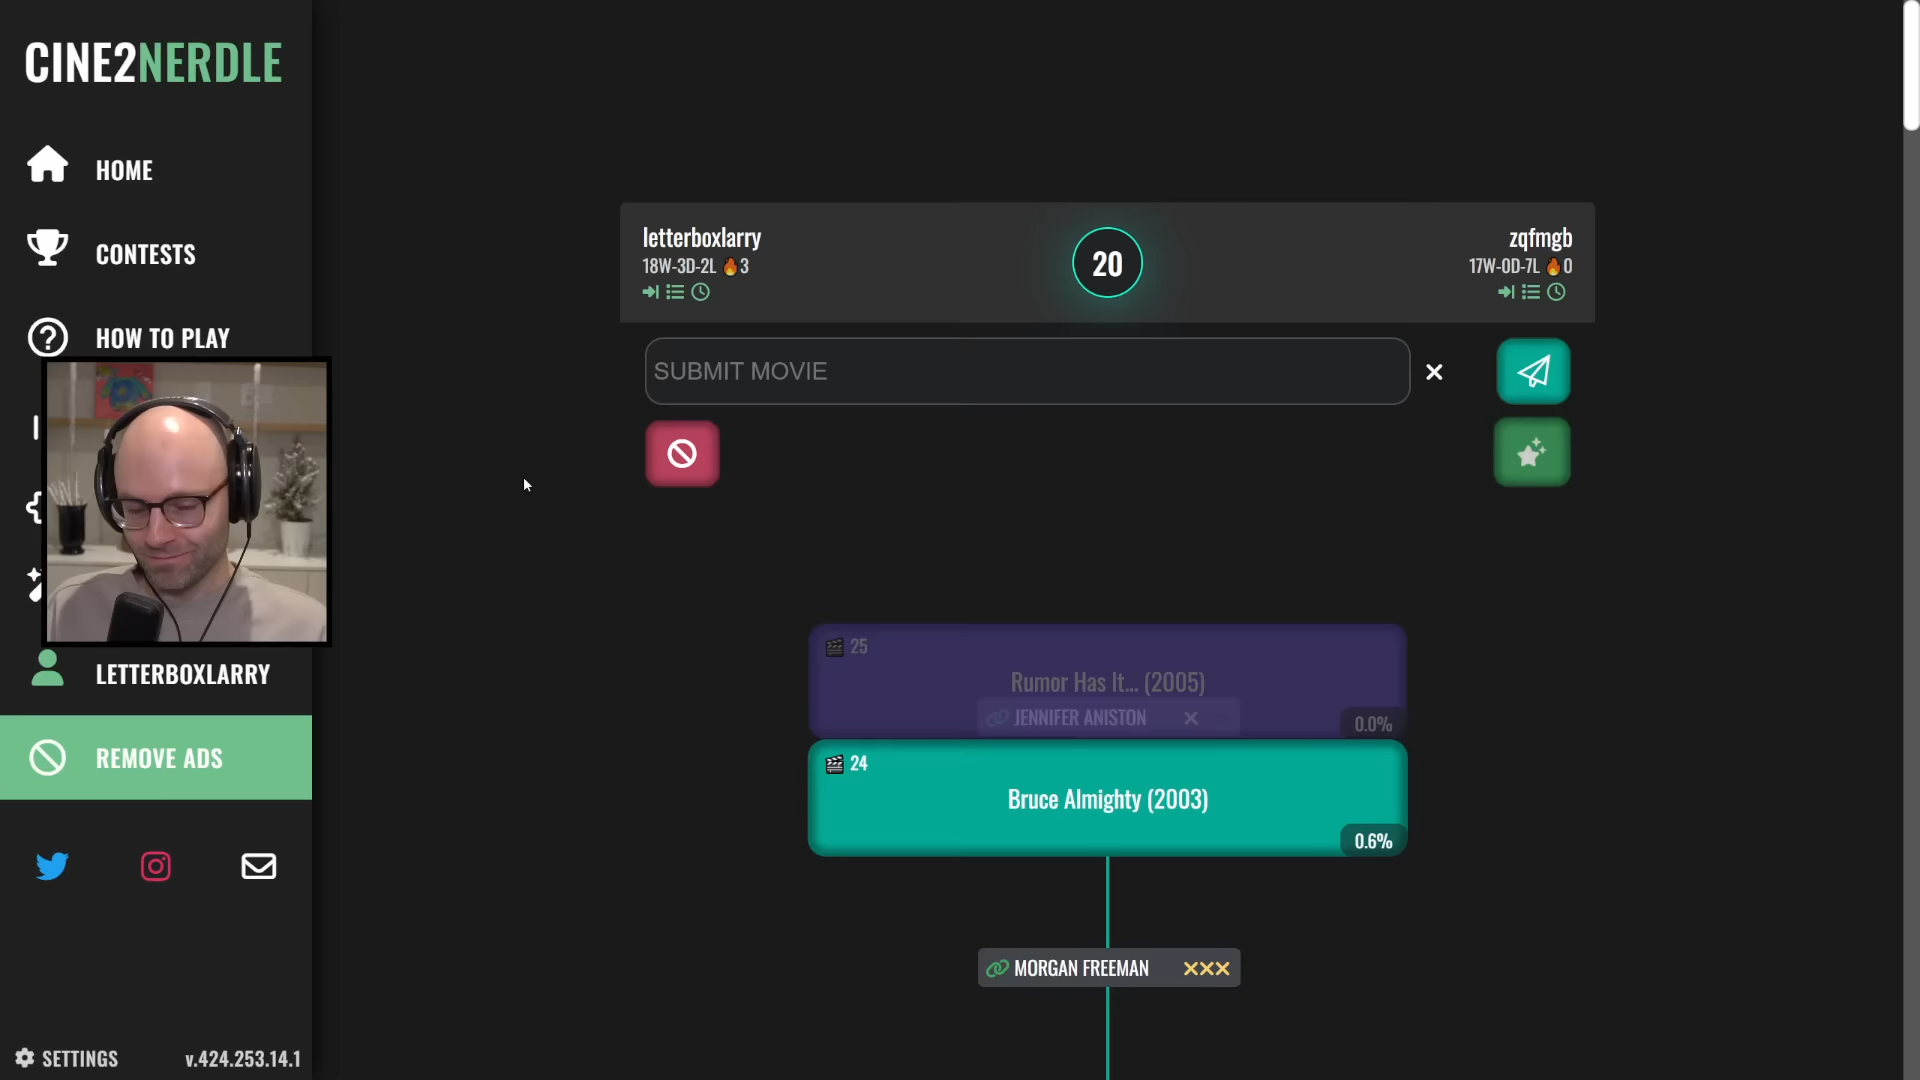 CINE2NERDLE
HOME
CONTESTS
HOW TO PLAY
LETTERBOXLARRY
REMOVE ADS
SETTINGS
v.424.253.14.1
letterboxlarry
18W-3D-2L 🔥3
20
zqfmgb
17W-0D-7L 🔥0
SUBMIT MOVIE
25
Rumor Has It... (2005)
JENNIFER ANISTON
0.0%
24
Bruce Almighty (2003)
0.6%
MORGAN FREEMAN